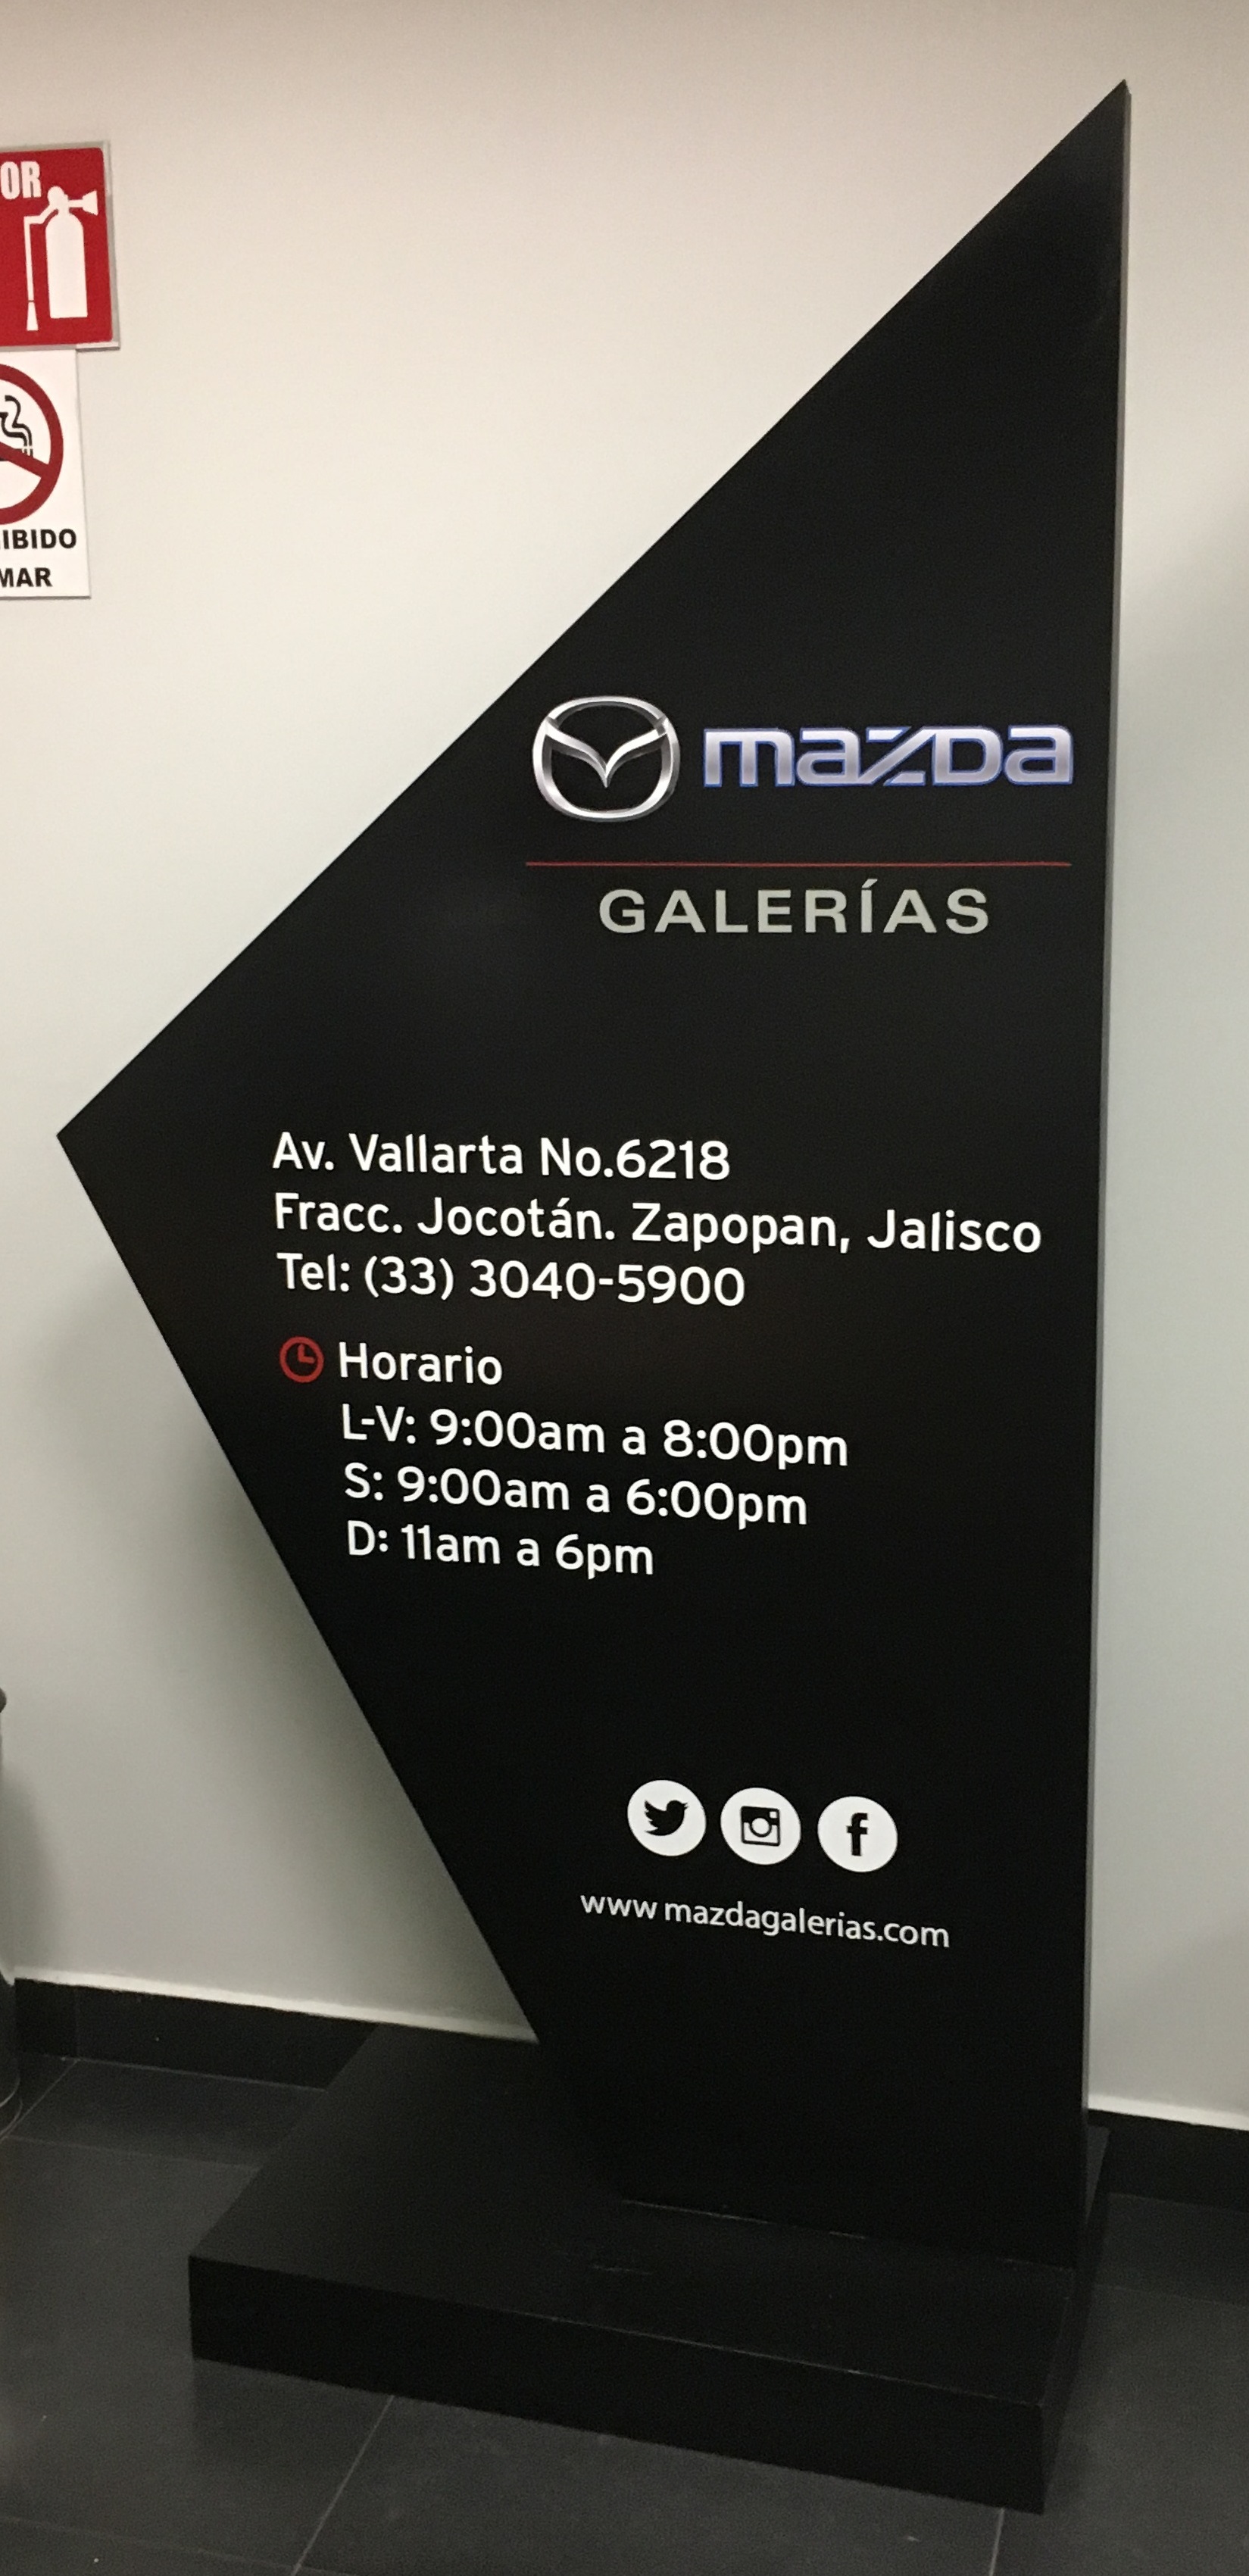 OR
IBIDO
MAR
mazda
GALERÍAS
Av. Vallarta No.6218
Fracc. Jocotán. Zapopan, Jalisco
Tel: (33) 3040-5900
Horario
L-V: 9:00am a 8:00pm
S: 9:00am a 6:00pm
D: 11am a 6pm
www.mazdagalerias.com